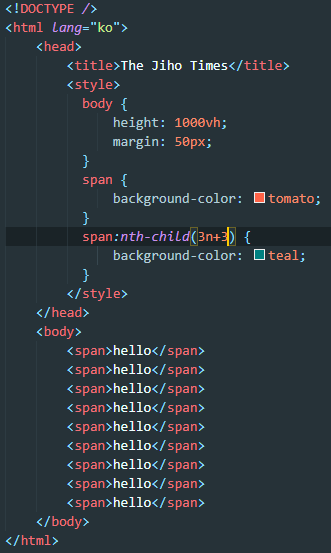 <!DOCTYPE />
<html lang="ko">
<head>
<title>The Jiho Times</title>
<style>
body {
height: 1000vh;
margin: 50px;
}
span {
background-color: tomato;
}
span:nth-child(3n+3) {
background-color: teal;
}
</style>
</head>
<body>
<span>hello</span>
<span>hello</span>
<span>hello</span>
<span>hello</span>
<span>hello</span>
<span>hello</span>
<span>hello</span>
<span>hello</span>
<span>hello</span>
</body>
</html>